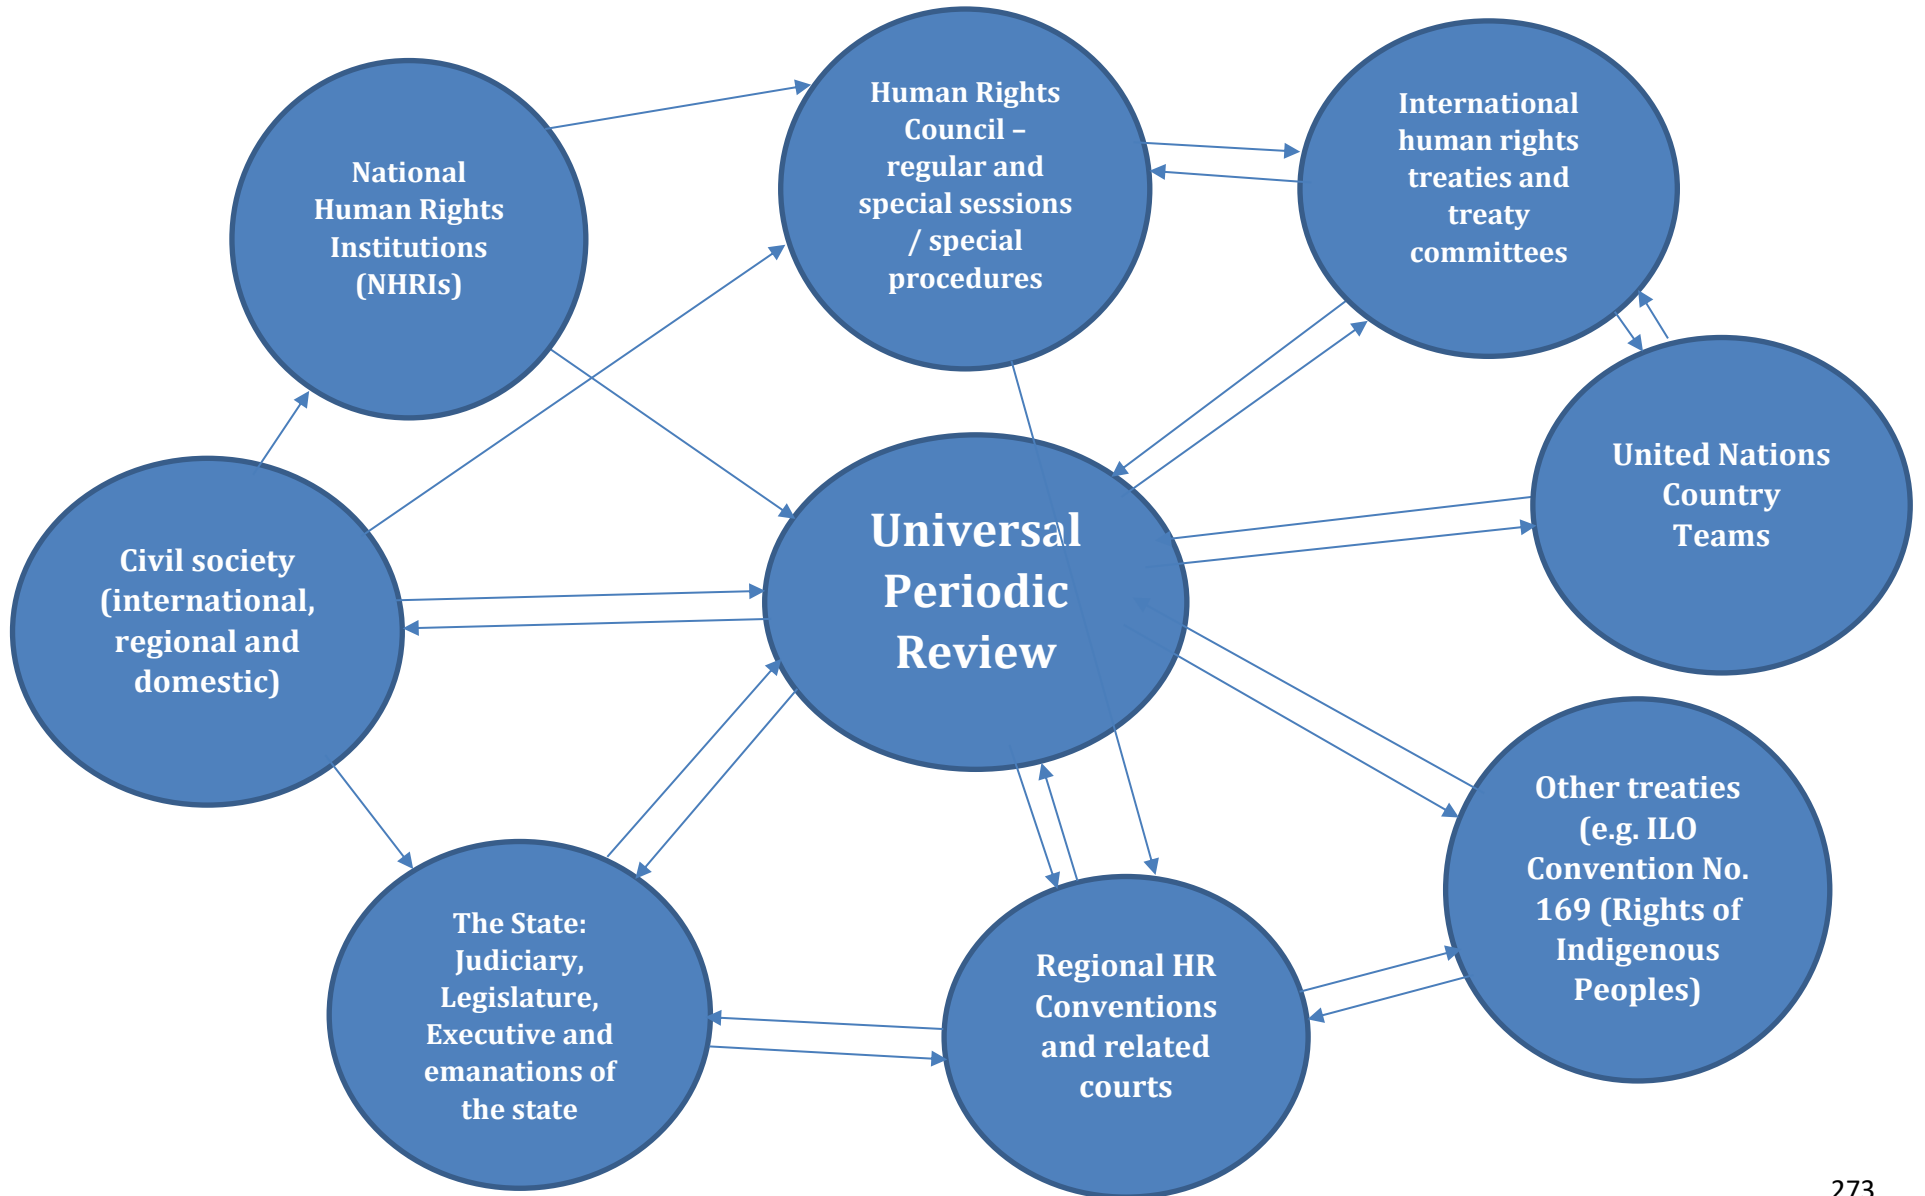 National
Human Rights
Institutions
(NHRIs)
Human Rights
Council –
regular and
special sessions
/ special
procedures
International
human rights
treaties and
treaty
committees
United Nations
Country
Teams
Universal
Periodic
Review
Civil society
(international,
regional and
domestic)
Other treaties
(e.g. ILO
Convention No.
169 (Rights of
Indigenous
Peoples)
The State:
Judiciary,
Legislature,
Executive and
emanations of
the state
Regional HR
Conventions
and related
courts
273